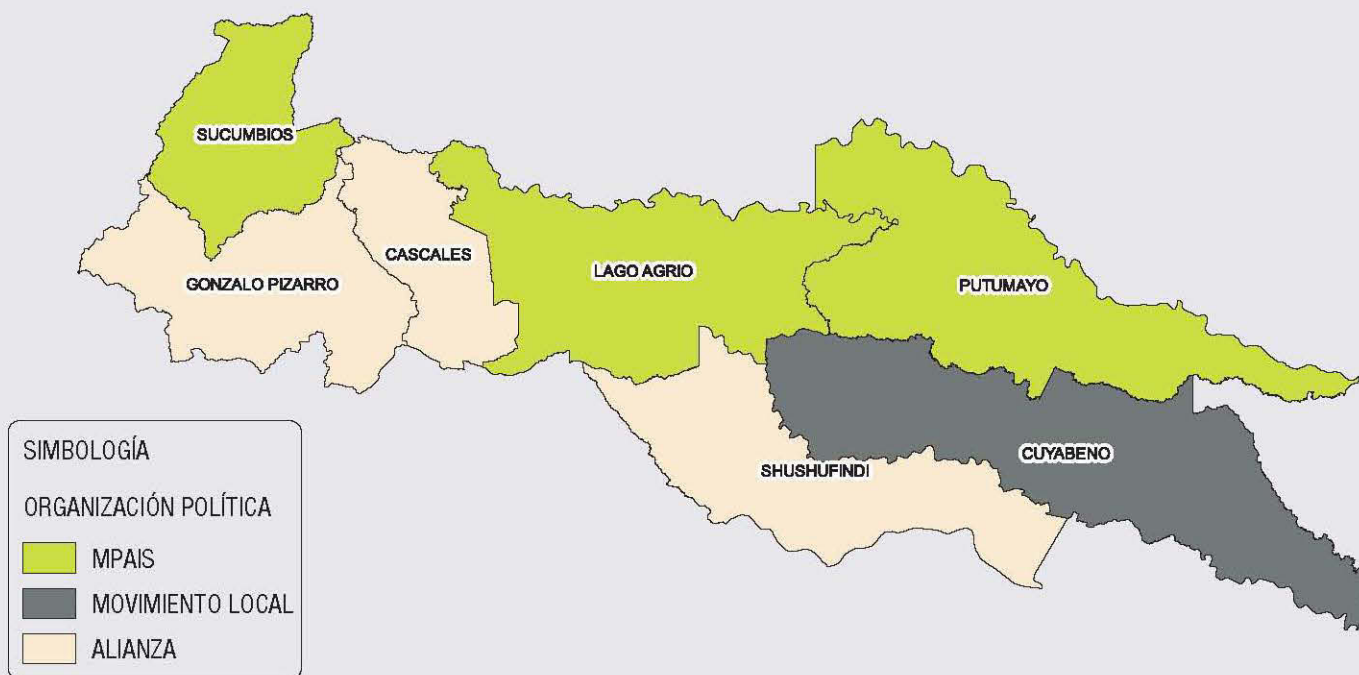 SUCUMBIOS
CASCALES
GONZALO PIZARRO
LAGO AGRIO
PUTUMAYO
CUYABENO
SHUSHUFINDI
SIMBOLOGÍA
ORGANIZACIÓN POLÍTICA
MPAIS
MOVIMIENTO LOCAL
ALIANZA